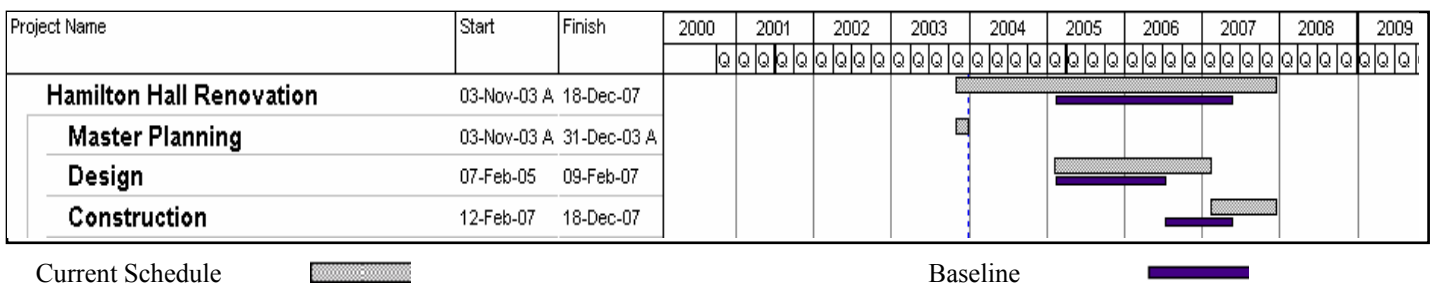 Project Name Start Finish 2000 2001 2002 2003 2004 2005 2006 2007 2008 2009
Q Q Q Q Q Q Q Q Q Q Q Q Q Q Q Q Q Q Q Q Q Q Q Q Q Q Q Q Q Q Q Q Q Q Q Q
Hamilton Hall Renovation 03-Nov-03 A 18-Dec-07
Master Planning 03-Nov-03 A 31-Dec-03 A
Design 07-Feb-05 09-Feb-07
Construction 12-Feb-07 18-Dec-07
Current Schedule Baseline